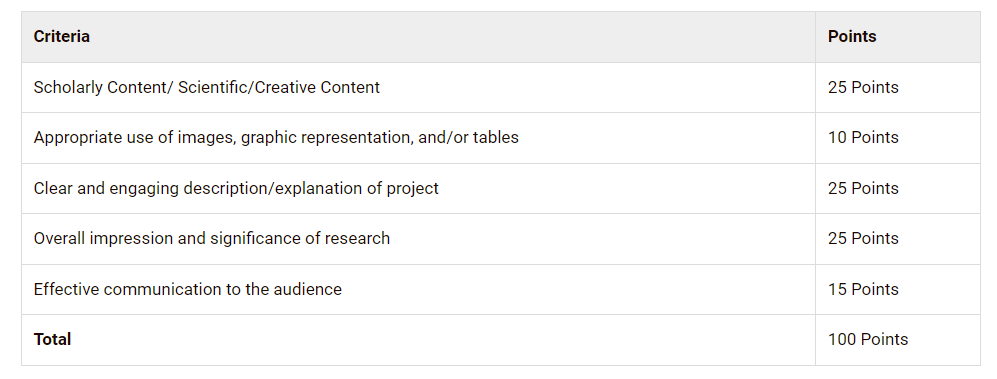 Criteria Points
Scholarly Content/ Scientific/Creative Content 25 Points
Appropriate use of images, graphic representation, and/or tables 10 Points
Clear and engaging description/explanation of project 25 Points
Overall impression and significance of research 25 Points
Effective communication to the audience 15 Points
Total 100 Points